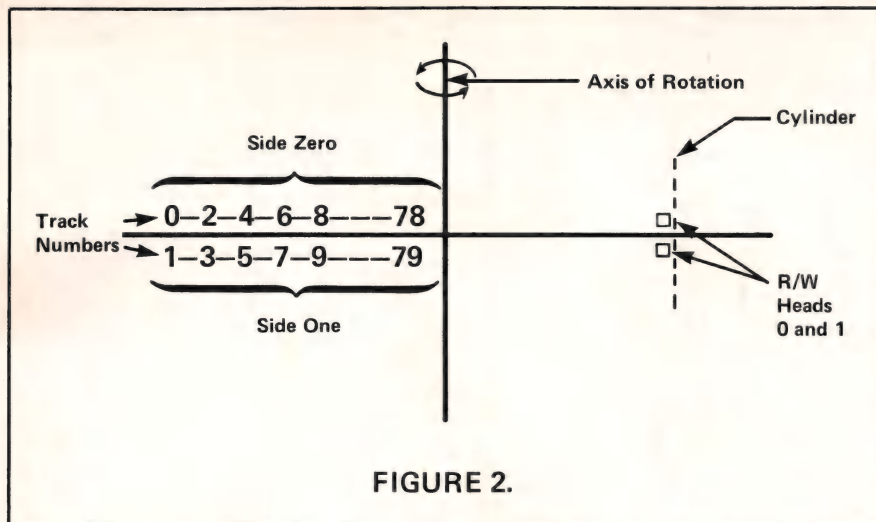 Axis of Rotation
Cylinder
Side Zero
Track
Numbers
0–2–4–6–8–––78
1–3–5–7–9–––79
Side One
R/W
Heads
0 and 1
FIGURE 2.